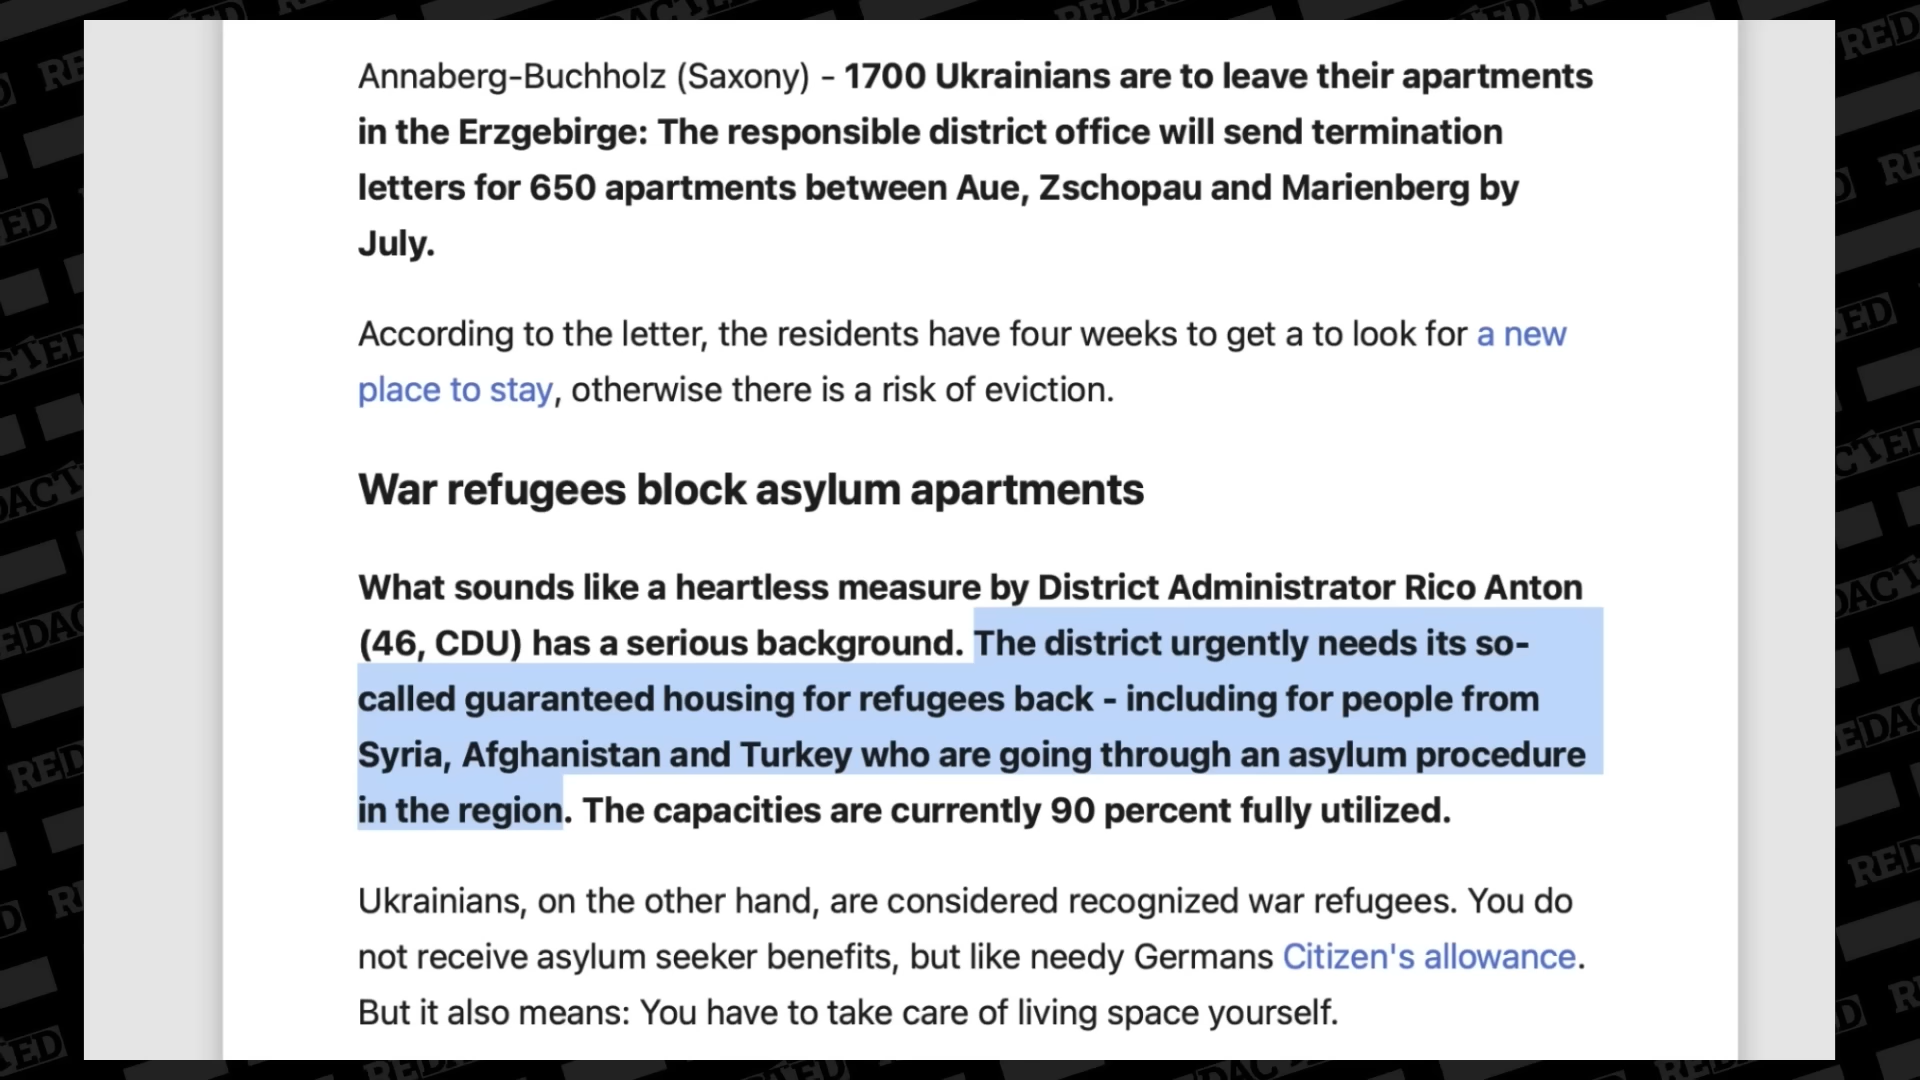 Annaberg-Buchholz (Saxony) - 1700 Ukrainians are to leave their apartments
in the Erzgebirge: The responsible district office will send termination
letters for 650 apartments between Aue, Zschopau and Marienberg by
July.
According to the letter, the residents have four weeks to get a to look for a new
place to stay, otherwise there is a risk of eviction.
War refugees block asylum apartments
What sounds like a heartless measure by District Administrator Rico Anton
(46, CDU) has a serious background. The district urgently needs its so-
called guaranteed housing for refugees back - including for people from
Syria, Afghanistan and Turkey who are going through an asylum procedure
in the region. The capacities are currently 90 percent fully utilized.
Ukrainians, on the other hand, are considered recognized war refugees. You do
not receive asylum seeker benefits, but like needy Germans Citizen's allowance.
But it also means: You have to take care of living space yourself.